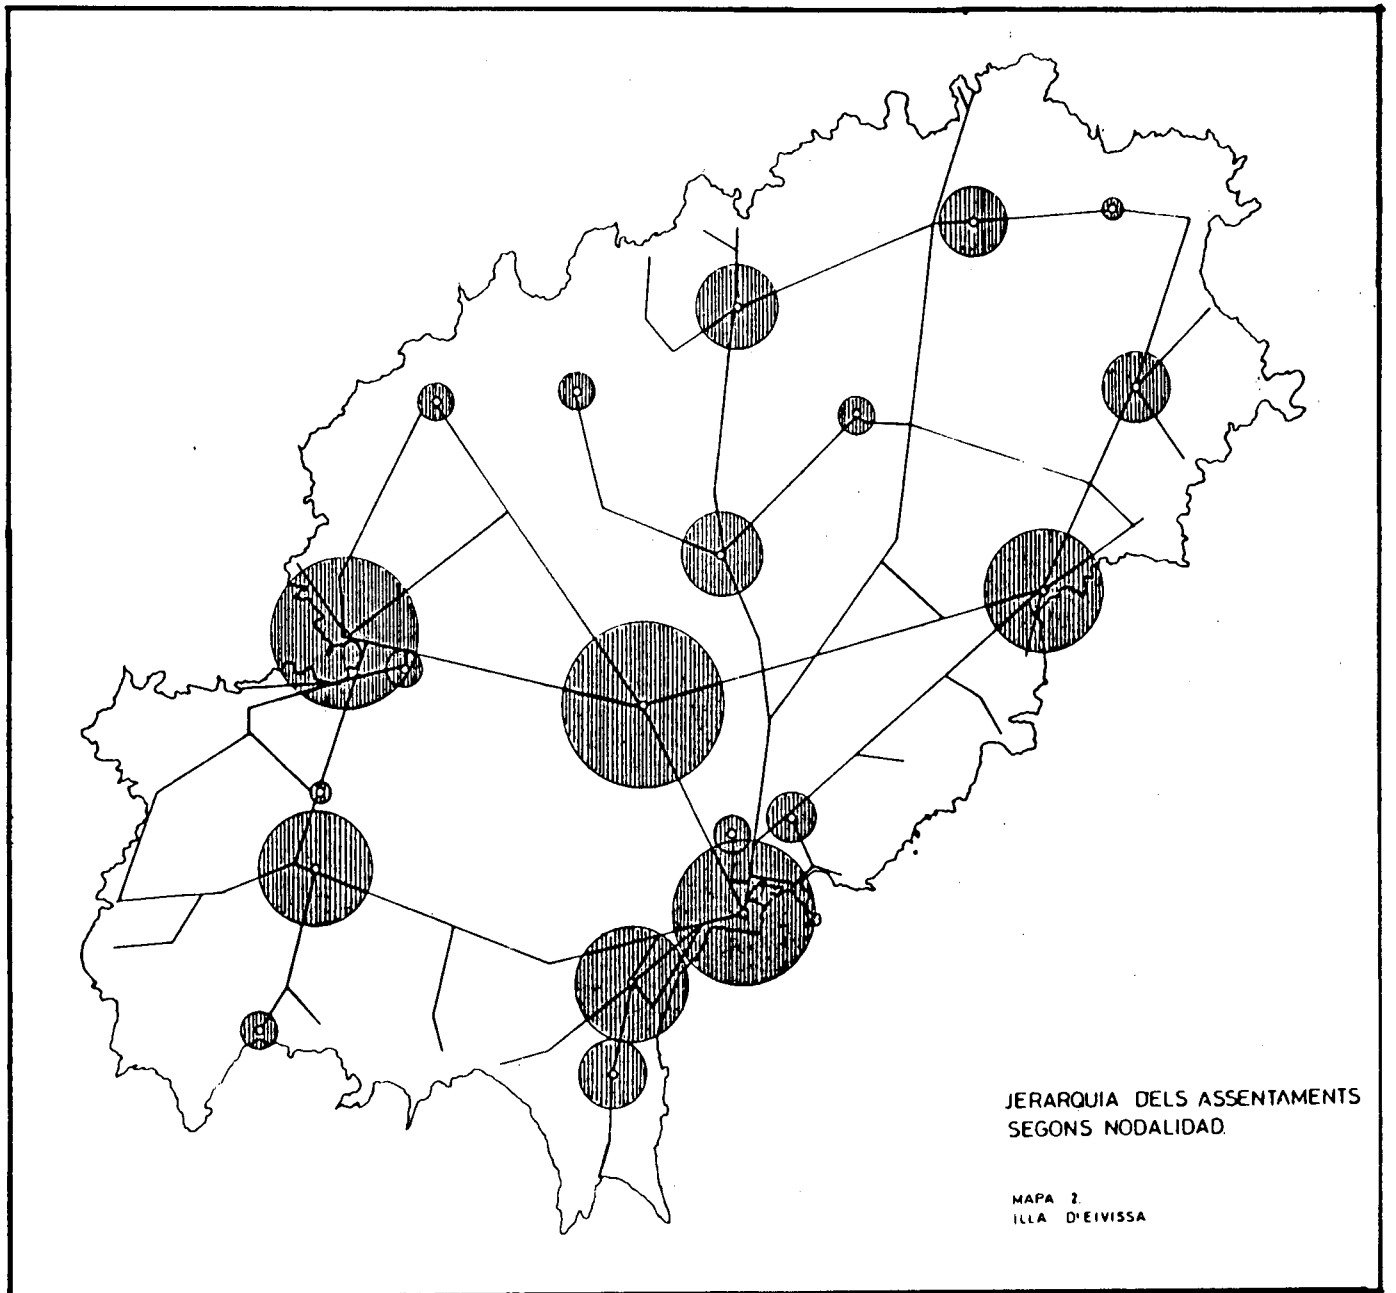 JERARQUIA DELS ASSENTAMENTS
SEGONS NODALIDAD.
MAPA 2.
ILLA D'EIVISSA